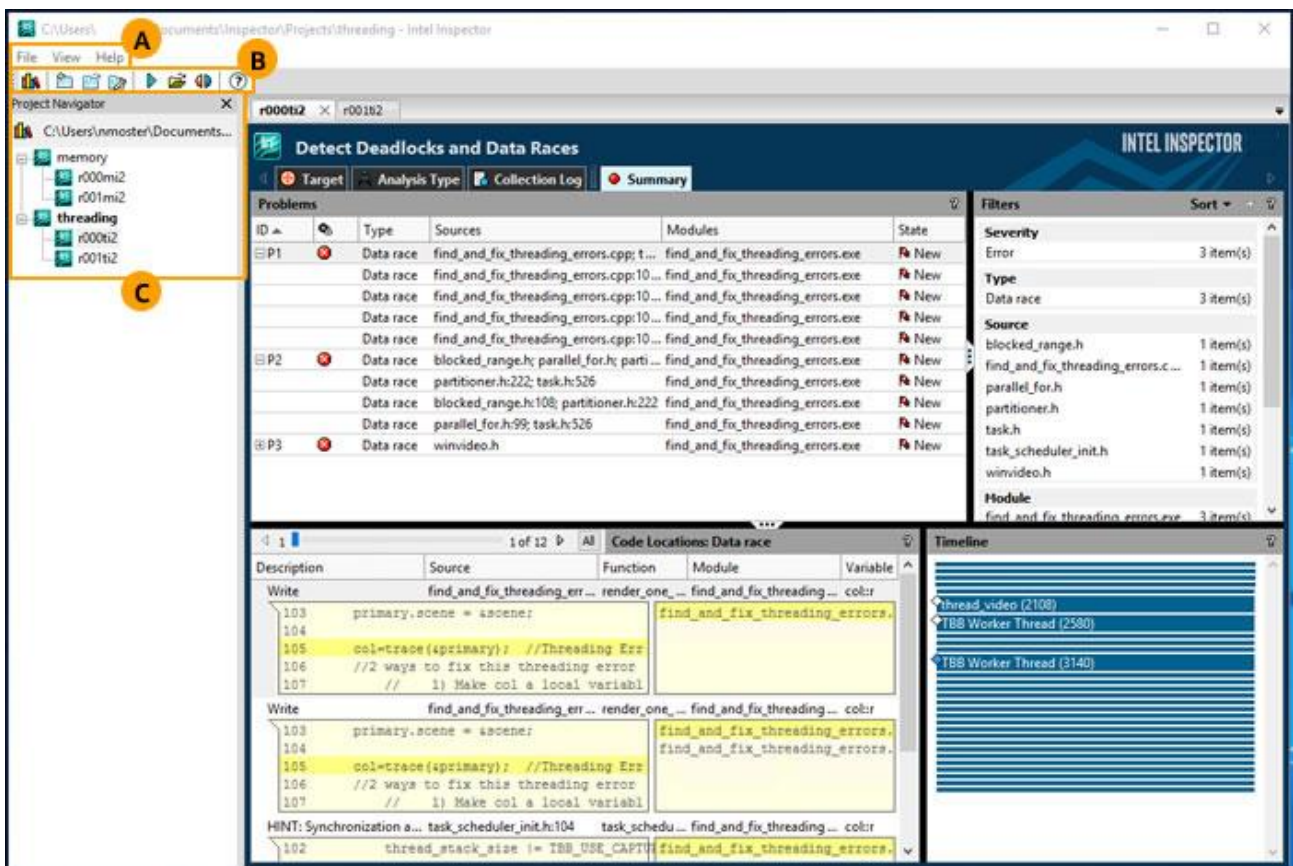 C:\Users\ ocuments\Inspector\Projects\threading - Intel Inspector
A
File View Help
B
Project Navigator
C:\Users\nmoster\Documents...
memory
r000mi2
r001mi2
threading
r000ti2
r001ti2
C
r000ti2 r001ti2
Detect Deadlocks and Data Races
INTEL INSPECTOR
Target Analysis Type Collection Log Summary
Problems
ID Type Sources Modules State
P1 Data race find_and_fix_threading_errors.cpp; t... find_and_fix_threading_errors.exe New
Data race find_and_fix_threading_errors.cpp:10... find_and_fix_threading_errors.exe New
Data race find_and_fix_threading_errors.cpp:10... find_and_fix_threading_errors.exe New
Data race find_and_fix_threading_errors.cpp:10... find_and_fix_threading_errors.exe New
Data race find_and_fix_threading_errors.cpp:10... find_and_fix_threading_errors.exe New
P2 Data race blocked_range.h; parallel_for.h; parti... find_and_fix_threading_errors.exe New
Data race partitioner.h:222; task.h:526 find_and_fix_threading_errors.exe New
Data race blocked_range.h:108; partitioner.h:222 find_and_fix_threading_errors.exe New
Data race parallel_for.h:99; task.h:526 find_and_fix_threading_errors.exe New
P3 Data race winvideo.h find_and_fix_threading_errors.exe New
Filters Sort
Severity
Error 3 item(s)
Type
Data race 3 item(s)
Source
blocked_range.h 1 item(s)
find_and_fix_threading_errors.c... 1 item(s)
parallel_for.h 1 item(s)
partitioner.h 1 item(s)
task.h 1 item(s)
task_scheduler_init.h 1 item(s)
winvideo.h 1 item(s)
Module
find_and_fix_threading_errors.exe 3 item(s)
1 1 of 12 All Code Locations: Data race
Description Source Function Module Variable
Write find_and_fix_threading_err... render_one_... find_and_fix_threading_... col::r
103 primary.scene = &scene; find_and_fix_threading_errors.
104
105 col=trace(&primary); //Threading Err
106 //2 ways to fix this threading error
107 // 1) Make col a local variabl
Write find_and_fix_threading_err... render_one_... find_and_fix_threading_... col::r
103 primary.scene = &scene; find_and_fix_threading_errors.
104 find_and_fix_threading_errors.
105 col=trace(&primary); //Threading Err
106 //2 ways to fix this threading error
107 // 1) Make col a local variabl
HINT: Synchronization a... task_scheduler_init.h:104 task_schedu... find_and_fix_threading... col::r
102 thread_stack_size |= TBB_USE_CAPTU find_and_fix_threading_errors.
Timeline
thread_video (2108)
TBB Worker Thread (2580)
TBB Worker Thread (3140)